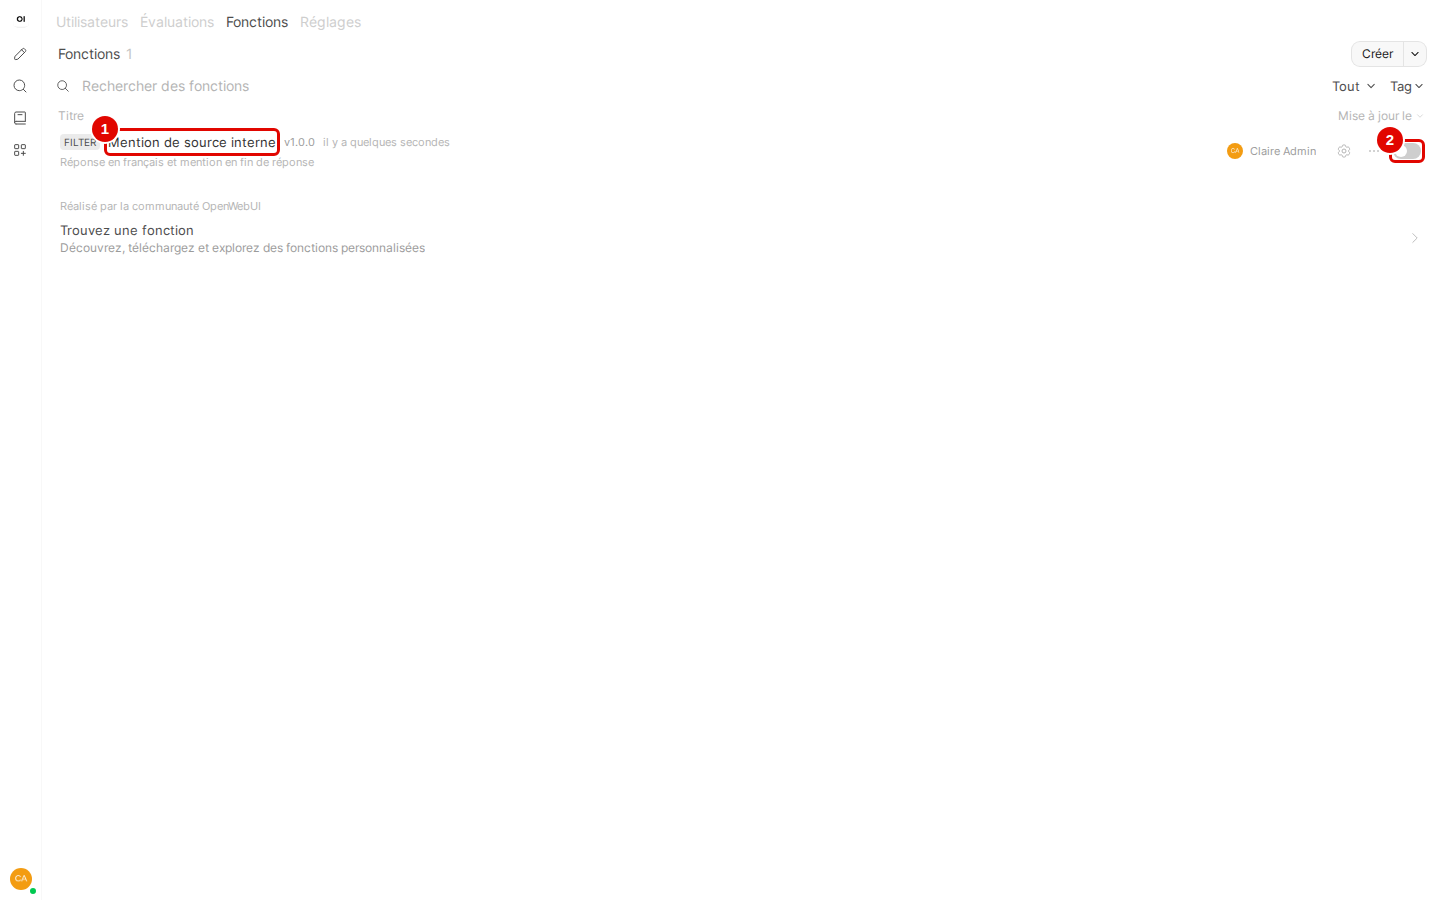 OI
Utilisateurs Évaluations Fonctions Réglages
Fonctions 1
Créer
Rechercher des fonctions
Tout Tag
Titre
Mise à jour le
1
FILTER Mention de source interne v1.0.0 il y a quelques secondes
Réponse en français et mention en fin de réponse
CA Claire Admin
2
Réalisé par la communauté OpenWebUI
Trouvez une fonction
Découvrez, téléchargez et explorez des fonctions personnalisées
CA